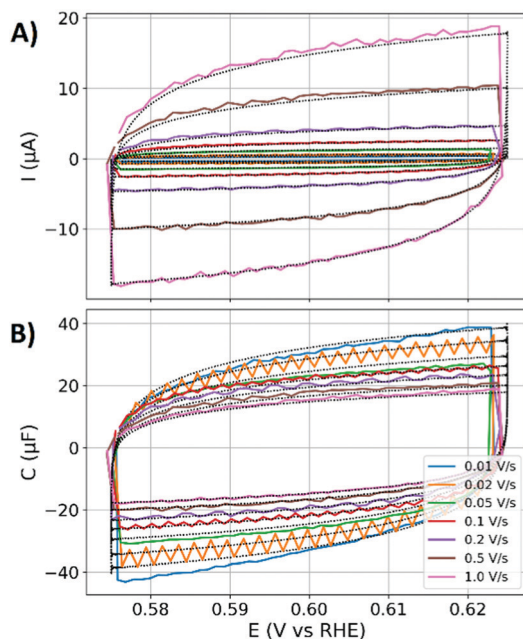 A)
I (µA)
20
10
0
−10
B)
C (µF)
40
20
0
−20
−40
0.01 V/s
0.02 V/s
0.05 V/s
0.1 V/s
0.2 V/s
0.5 V/s
1.0 V/s
0.58 0.59 0.60 0.61 0.62
E (V vs RHE)